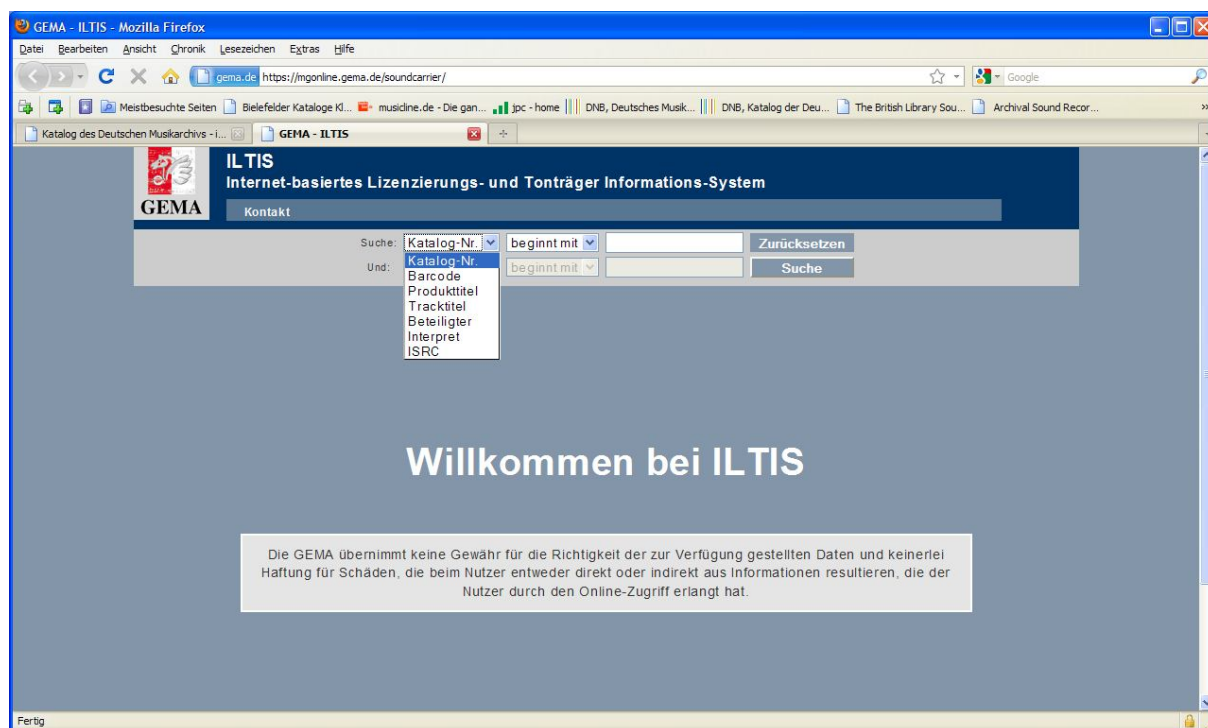 GEMA - ILTIS - Mozilla Firefox
Datei Bearbeiten Ansicht Chronik Lesezeichen Extras Hilfe
gema.de https://mgonline.gema.de/soundcarrier/ Google
Meistbesuchte Seiten Bielefelder Kataloge Kl... musicline.de - Die gan... jpc - home DNB, Deutsches Musik... DNB, Katalog der Deu... The British Library Sou... Archival Sound Recor... »
Katalog des Deutschen Musikarchivs - i... GEMA - ILTIS
ILTIS
Internet-basiertes Lizenzierungs- und Tonträger Informations-System
GEMA Kontakt
Suche: Katalog-Nr. beginnt mit Zurücksetzen
Und: beginnt mit Suche
Katalog-Nr.
Barcode
Produkttitel
Tracktitel
Beteiligter
Interpret
ISRC
Willkommen bei ILTIS
Die GEMA übernimmt keine Gewähr für die Richtigkeit der zur Verfügung gestellten Daten und keinerlei
Haftung für Schäden, die beim Nutzer entweder direkt oder indirekt aus Informationen resultieren, die der
Nutzer durch den Online-Zugriff erlangt hat.
Fertig